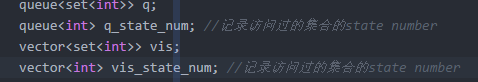 queue<set<int>> q;
queue<int> q_state_num; //记录访问过的集合的state number
vector<set<int>> vis;
vector<int> vis_state_num; //记录访问过的集合的state number